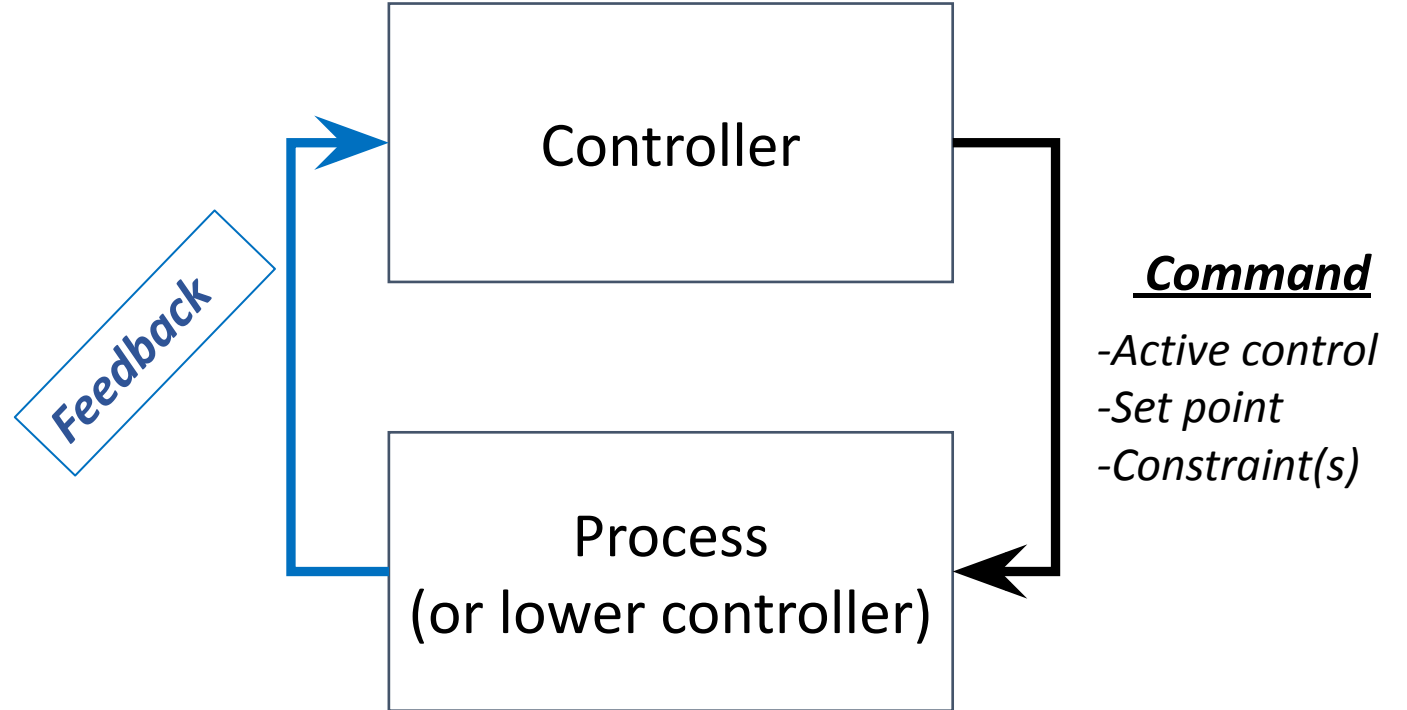 Controller
Feedback
Command
-Active control
-Set point
-Constraint(s)
Process
(or lower controller)